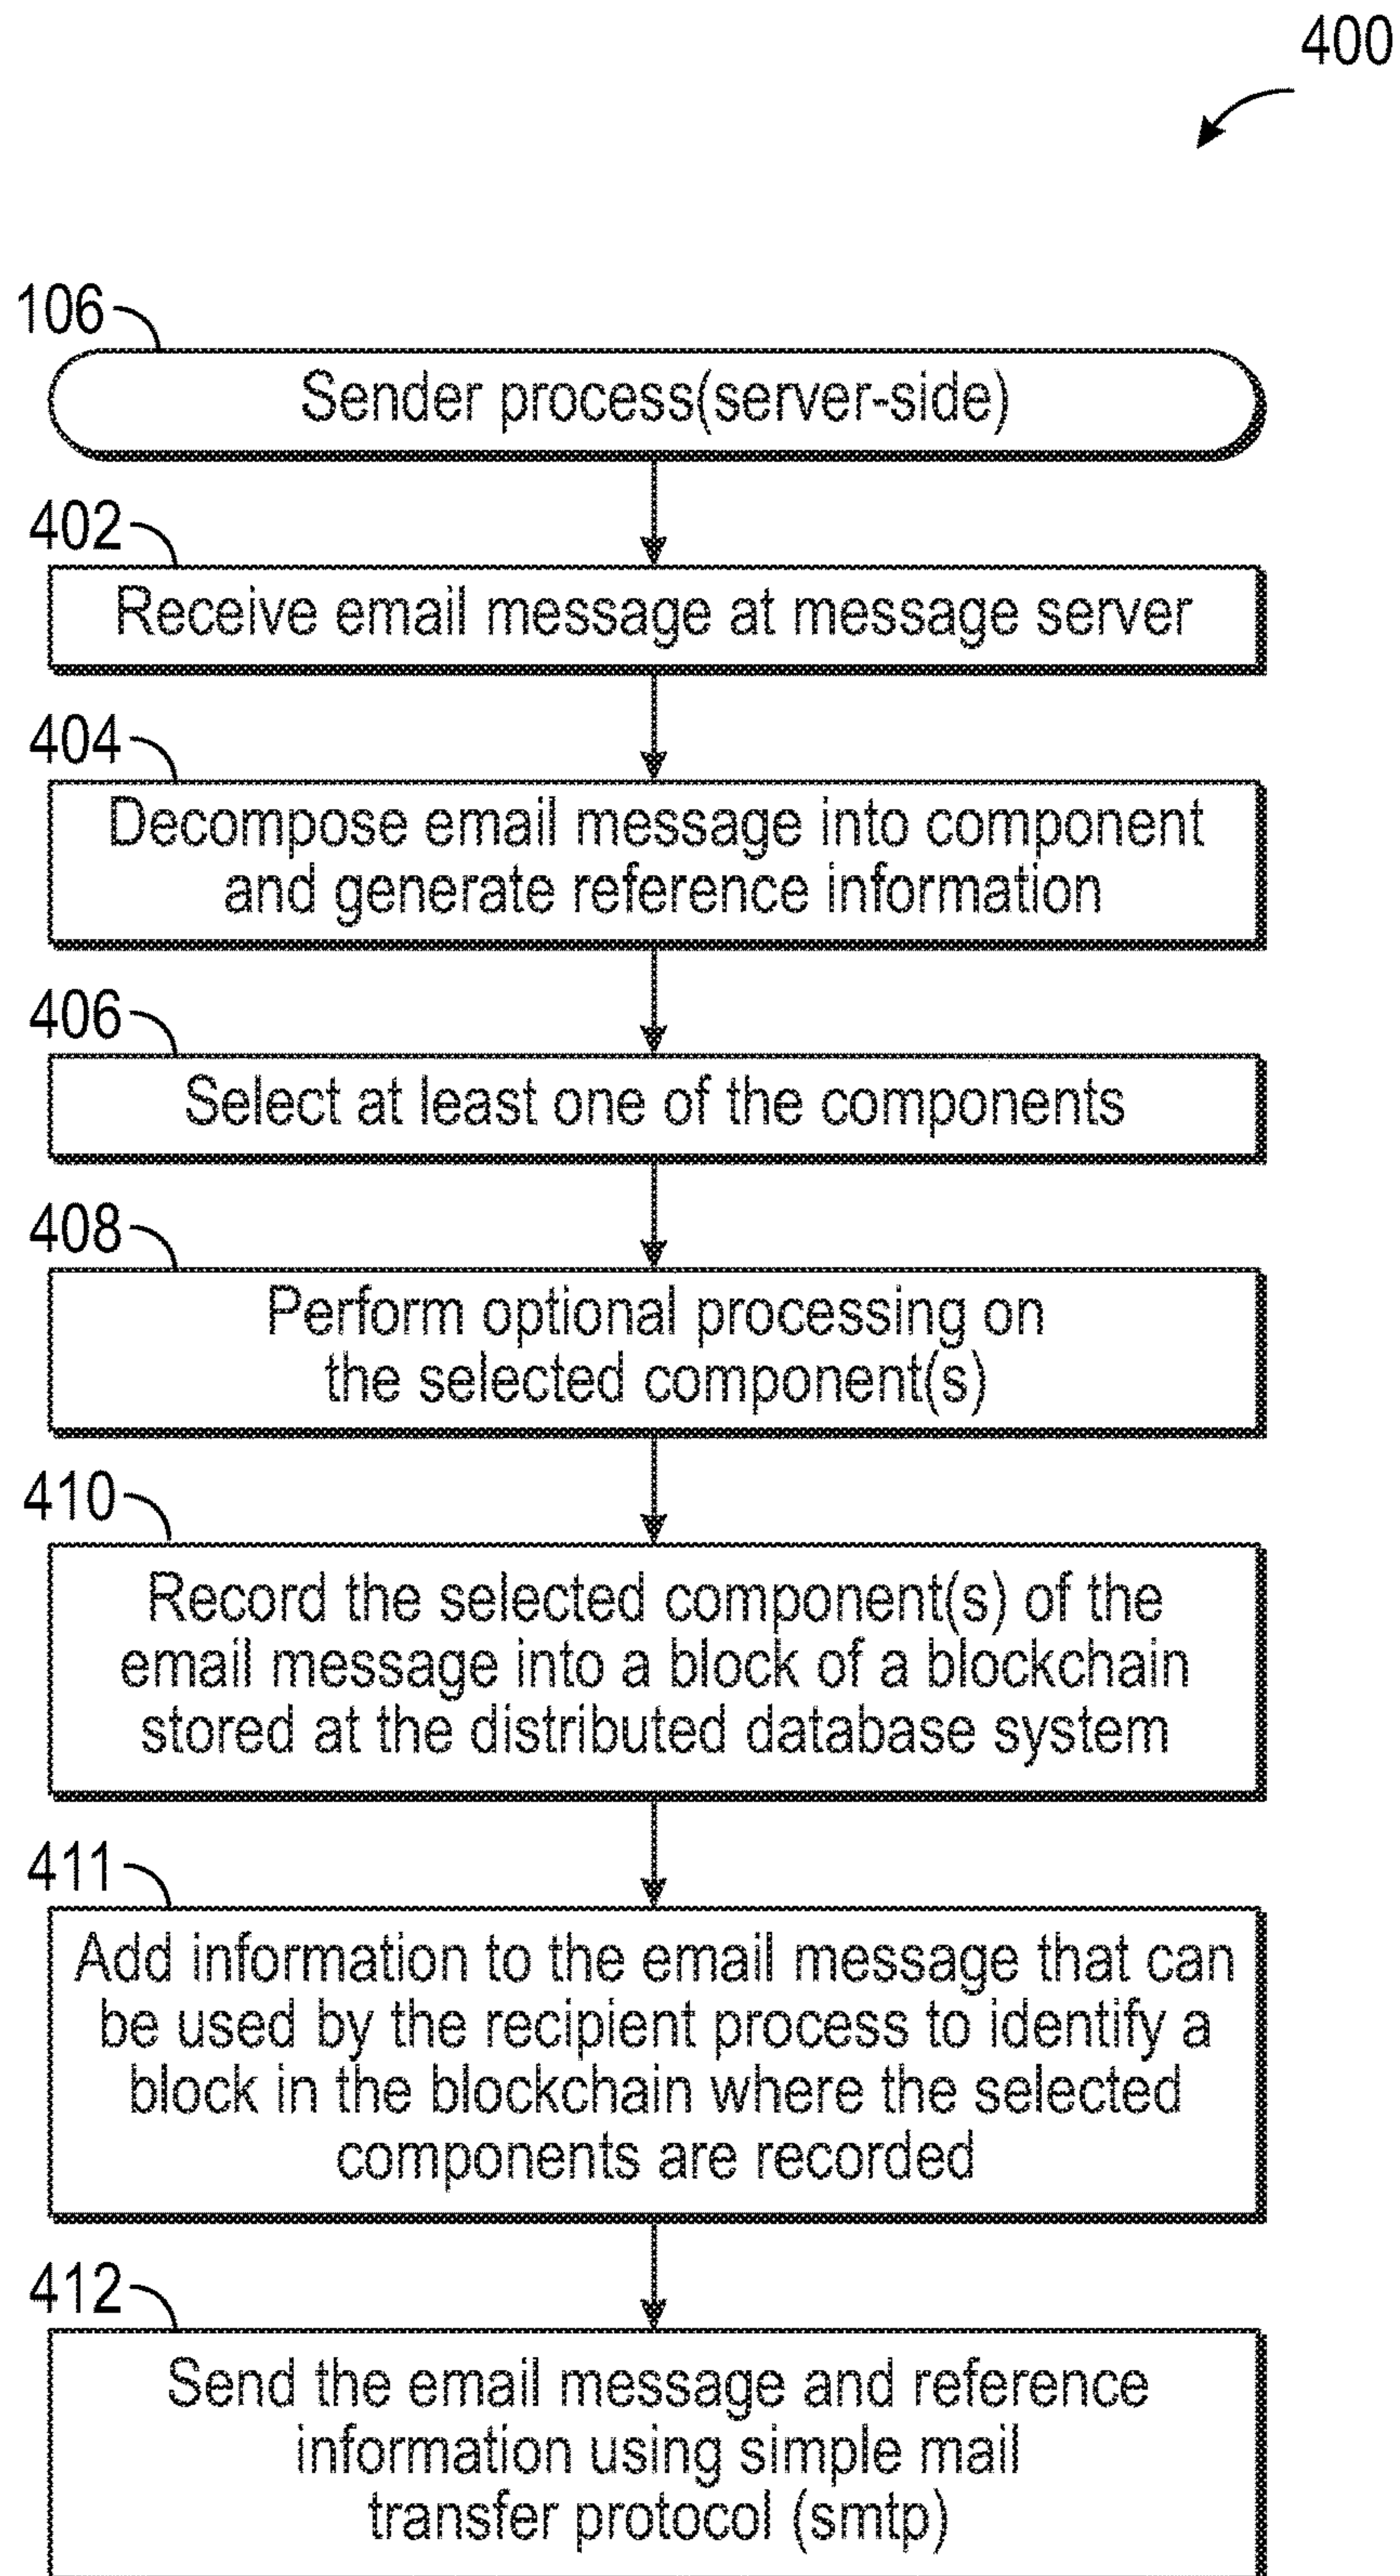 400
106
Sender process(server-side)
402
Receive email message at message server
404
Decompose email message into component
and generate reference information
406
Select at least one of the components
408
Perform optional processing on
the selected component(s)
410
Record the selected component(s) of the
email message into a block of a blockchain
stored at the distributed database system
411
Add information to the email message that can
be used by the recipient process to identify a
block in the blockchain where the selected
components are recorded
412
Send the email message and reference
information using simple mail
transfer protocol (smtp)